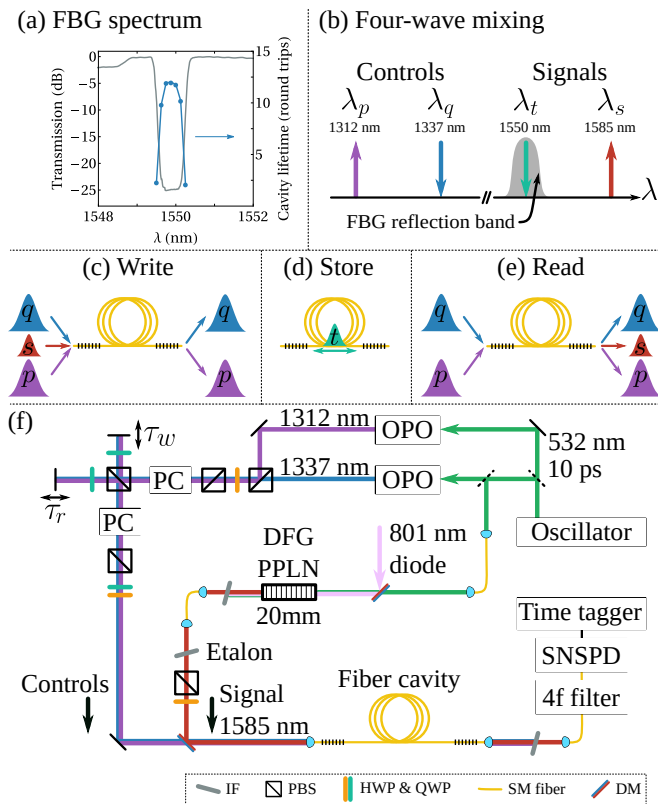 (a) FBG spectrum
0
−5
−10
−15
−20
−25
Transmission (dB)
15
10
5
Cavity lifetime (round trips)
1548
1550
1552
λ (nm)
(b) Four-wave mixing
Controls
Signals
λp
λq
λt
λs
1312 nm
1337 nm
1550 nm
1585 nm
λ
FBG reflection band
(c) Write
q
s
p
q
p
(d) Store
t
(e) Read
q
p
q
s
p
(f)
τw
τr
1312 nm
1337 nm
OPO
OPO
532 nm
10 ps
Oscillator
PC
PC
DFG
PPLN
20mm
801 nm
diode
Etalon
Controls
Signal
1585 nm
Fiber cavity
Time tagger
SNSPD
4f filter
IF
PBS
HWP & QWP
SM fiber
DM